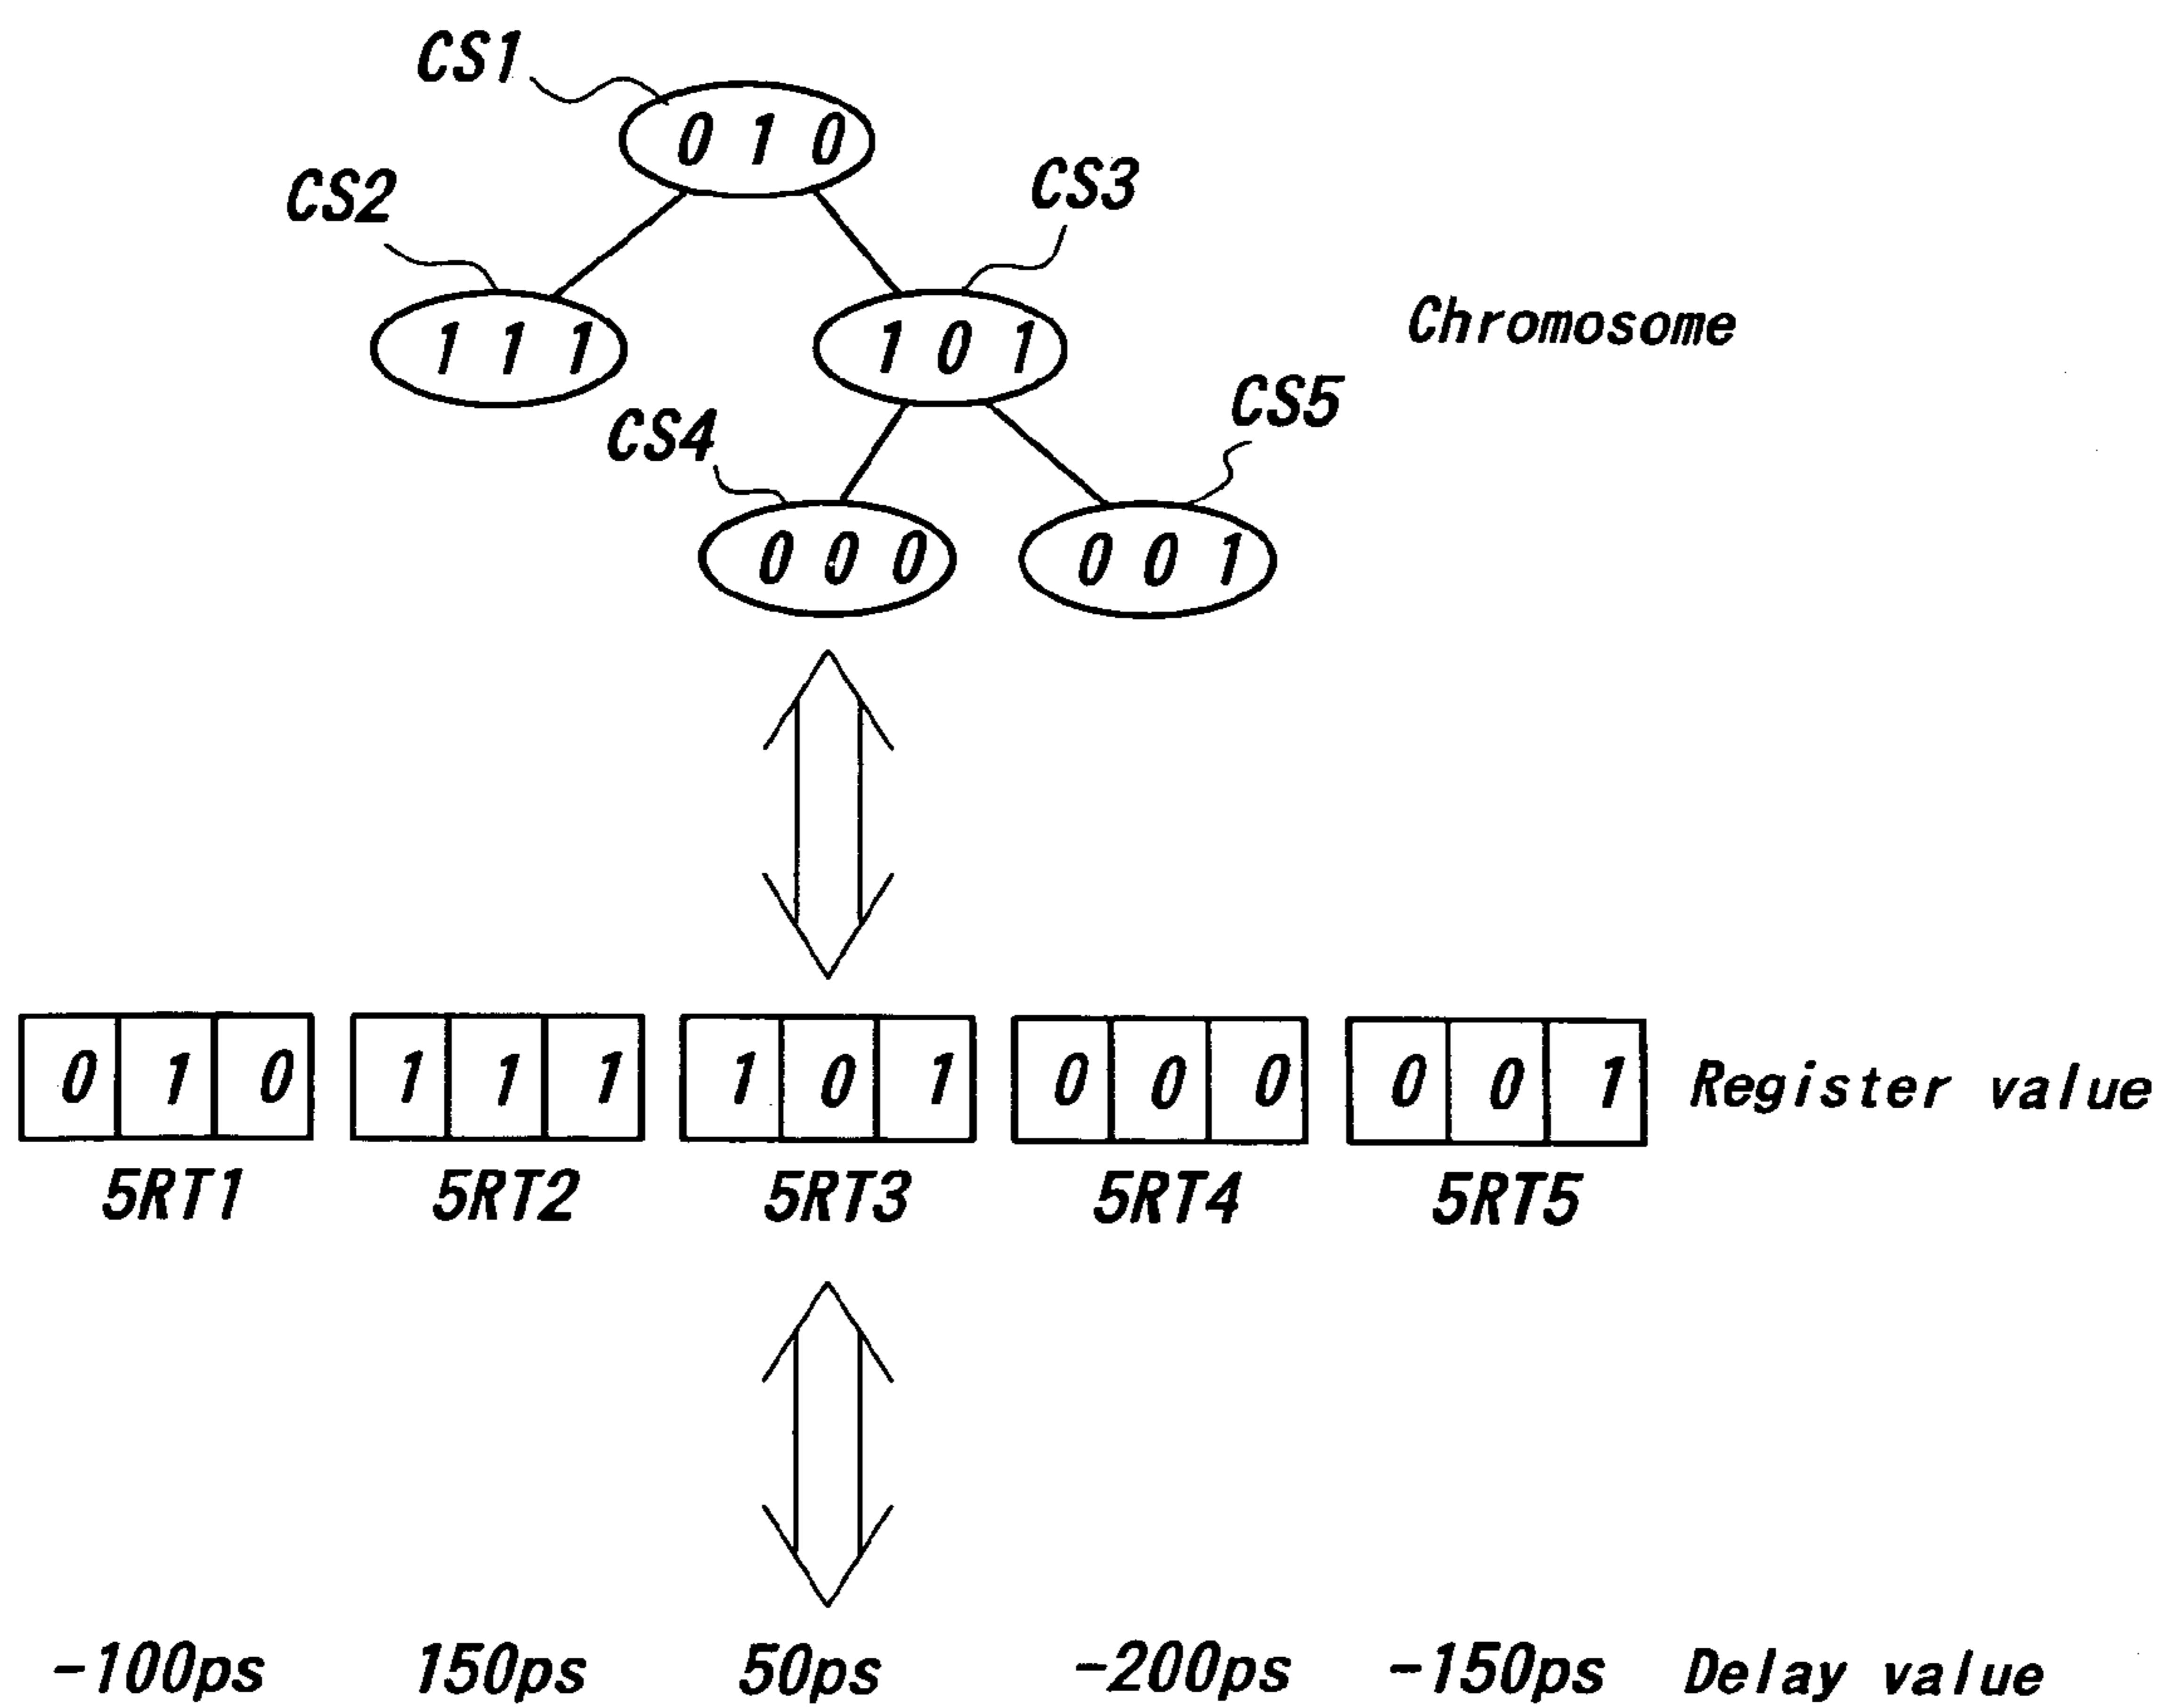 CS1
0 1 0
CS2
CS3
1 1 1
1 0 1
Chromosome
CS4
CS5
0 0 0
0 0 1
0 1 0 1 1 1 1 0 1 0 0 0 0 0 1 Register value
5RT1 5RT2 5RT3 5RT4 5RT5
-100ps 150ps 50ps -200ps -150ps Delay value